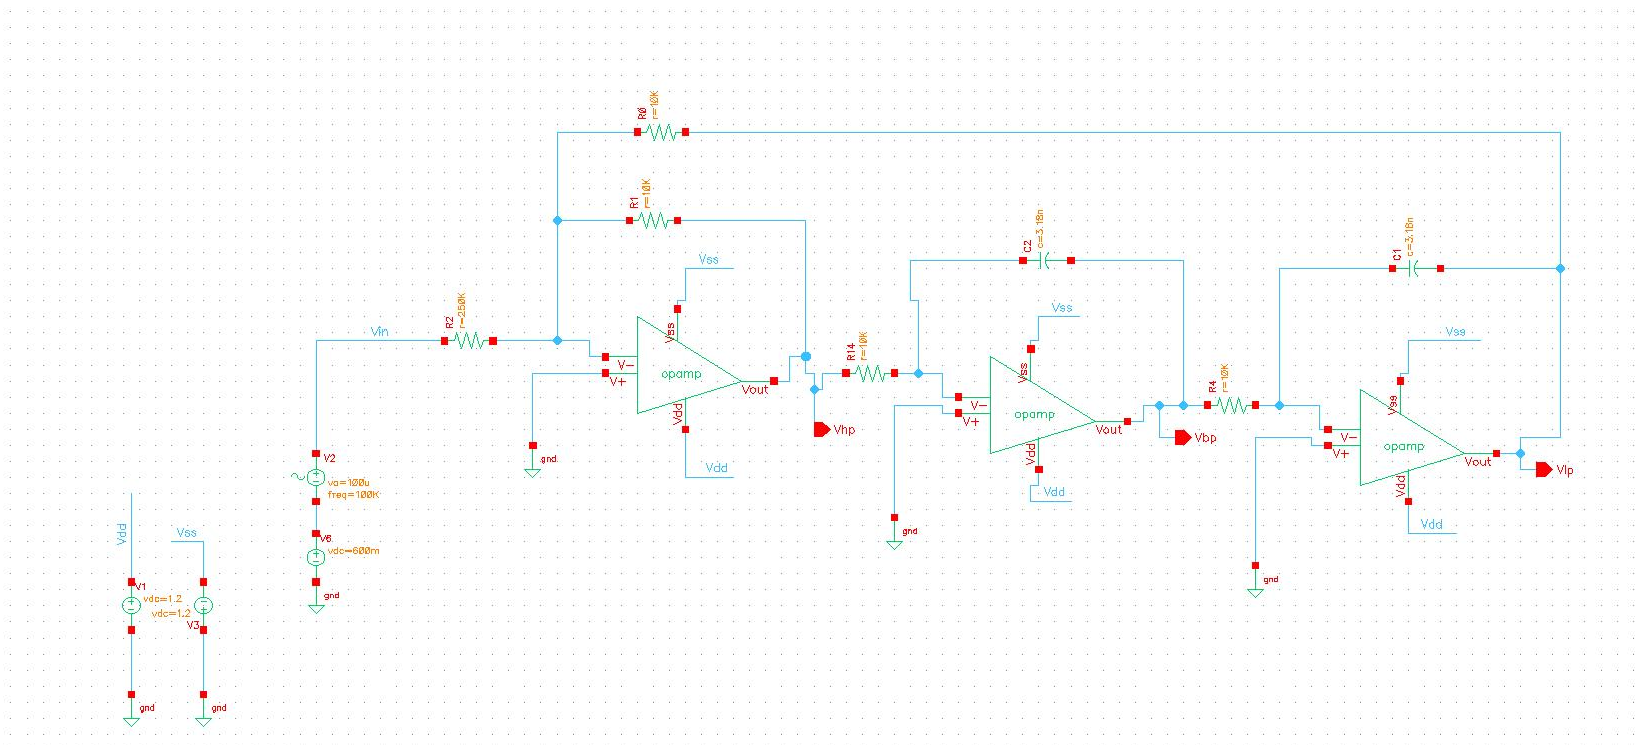 R0
r=10K
R1
r=10K
Vss
C2
c=3.18n
C1
c=3.18n
Vin
R2
r=250K
Vss
V-
V+
opamp
Vout
Vdd
Vdd
gnd
Vhp
R14
r=10K
Vss
Vss
V-
V+
opamp
Vout
Vdd
Vdd
gnd
Vbp
R4
r=10K
Vss
Vss
V-
V+
opamp
Vout
Vdd
Vdd
gnd
Vlp
V2
va=100u
freq=100K
V6
vdc=600m
gnd
Vdd
Vss
V1
vdc=1.2
vdc=1.2
V3
gnd
gnd